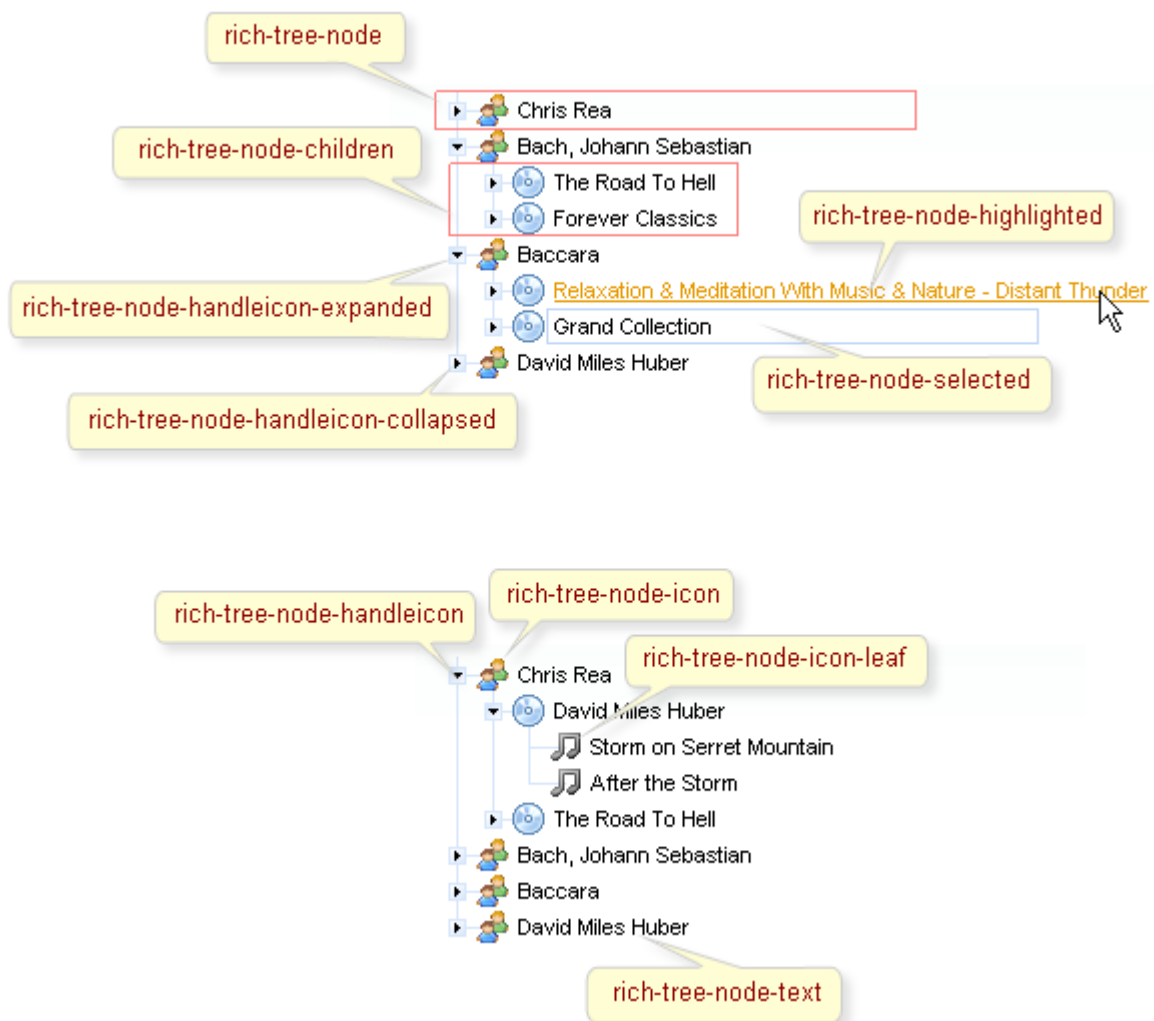 rich-tree-node
Chris Rea
rich-tree-node-children
Bach, Johann Sebastian
The Road To Hell
Forever Classics
rich-tree-node-highlighted
Baccara
rich-tree-node-handleicon-expanded
Relaxation & Meditation With Music & Nature - Distant Thunder
Grand Collection
David Miles Huber
rich-tree-node-selected
rich-tree-node-handleicon-collapsed
rich-tree-node-handleicon
rich-tree-node-icon
rich-tree-node-icon-leaf
Chris Rea
David Miles Huber
Storm on Serret Mountain
After the Storm
The Road To Hell
Bach, Johann Sebastian
Baccara
David Miles Huber
rich-tree-node-text